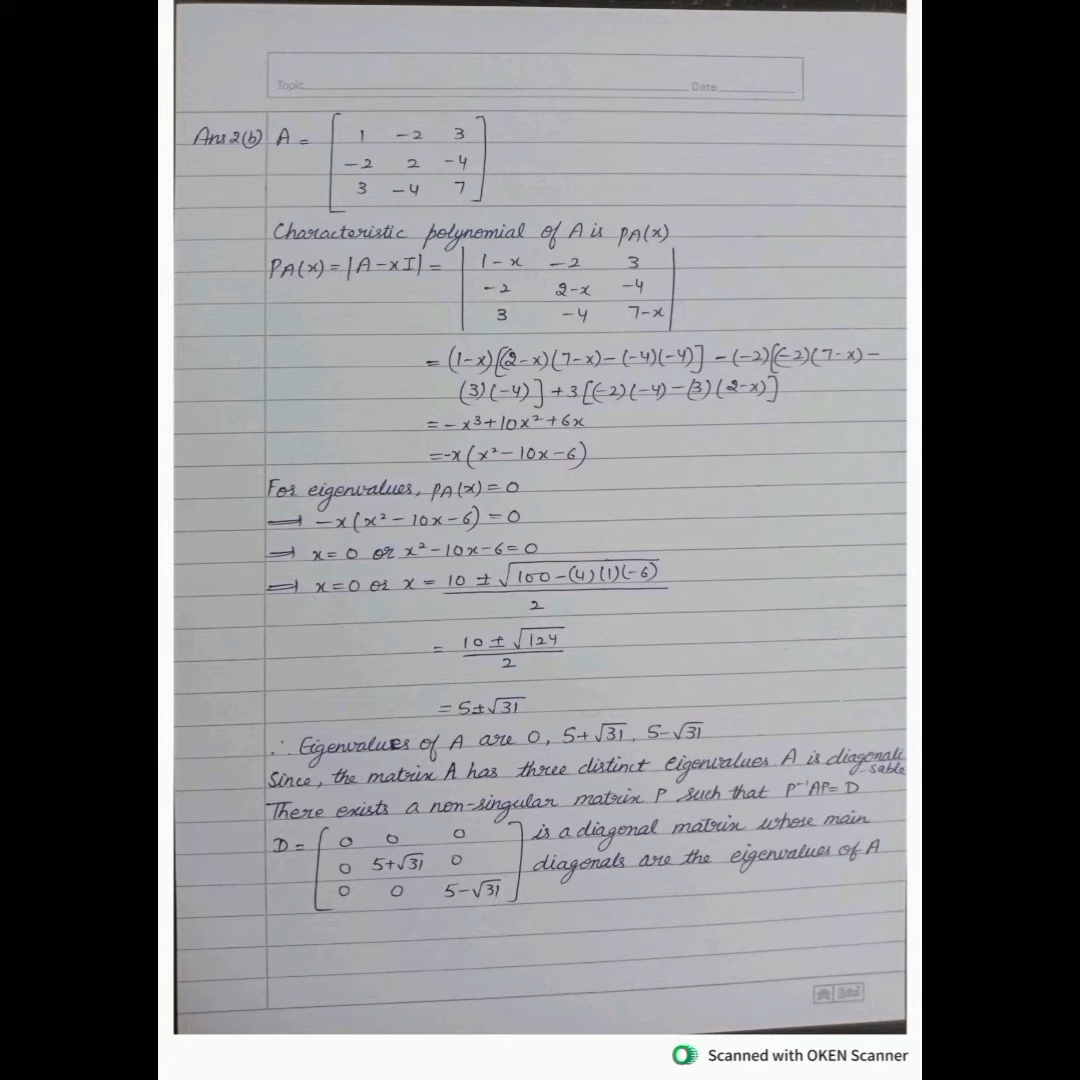 Topic Date
Ans 2(b) A = [ 1 -2 3
-2 2 -4
3 -4 7 ]
Characteristic polynomial of A is pA(x)
PA(x) = |A-xI| = | 1-x -2 3
-2 2-x -4
3 -4 7-x |
= (1-x)[(2-x)(7-x)-(-4)(-4)] - (-2)[(-2)(7-x)-
(3)(-4)] + 3[(-2)(-4)-(3)(2-x)]
= -x³+10x²+6x
=-x(x²-10x-6)
For eigenvalues, pA(x) = 0
⟹ -x(x²-10x-6) = 0
⟹ x = 0 or x²-10x-6=0
⟹ x=0 or x = 10 ± √100-(4)(1)(-6)
2
= 10 ± √124
2
= 5±√31
∴ Eigenvalues of A are 0, 5+√31, 5-√31
Since, the matrix A has three distinct eigenvalues. A is diagonali
-sable
There exists a non-singular matrix P such that P⁻¹AP = D
D = [ 0 0 0 ] is a diagonal matrix whose main
0 5+√31 0 diagonals are the eigenvalues of A
0 0 5-√31
Scanned with OKEN Scanner